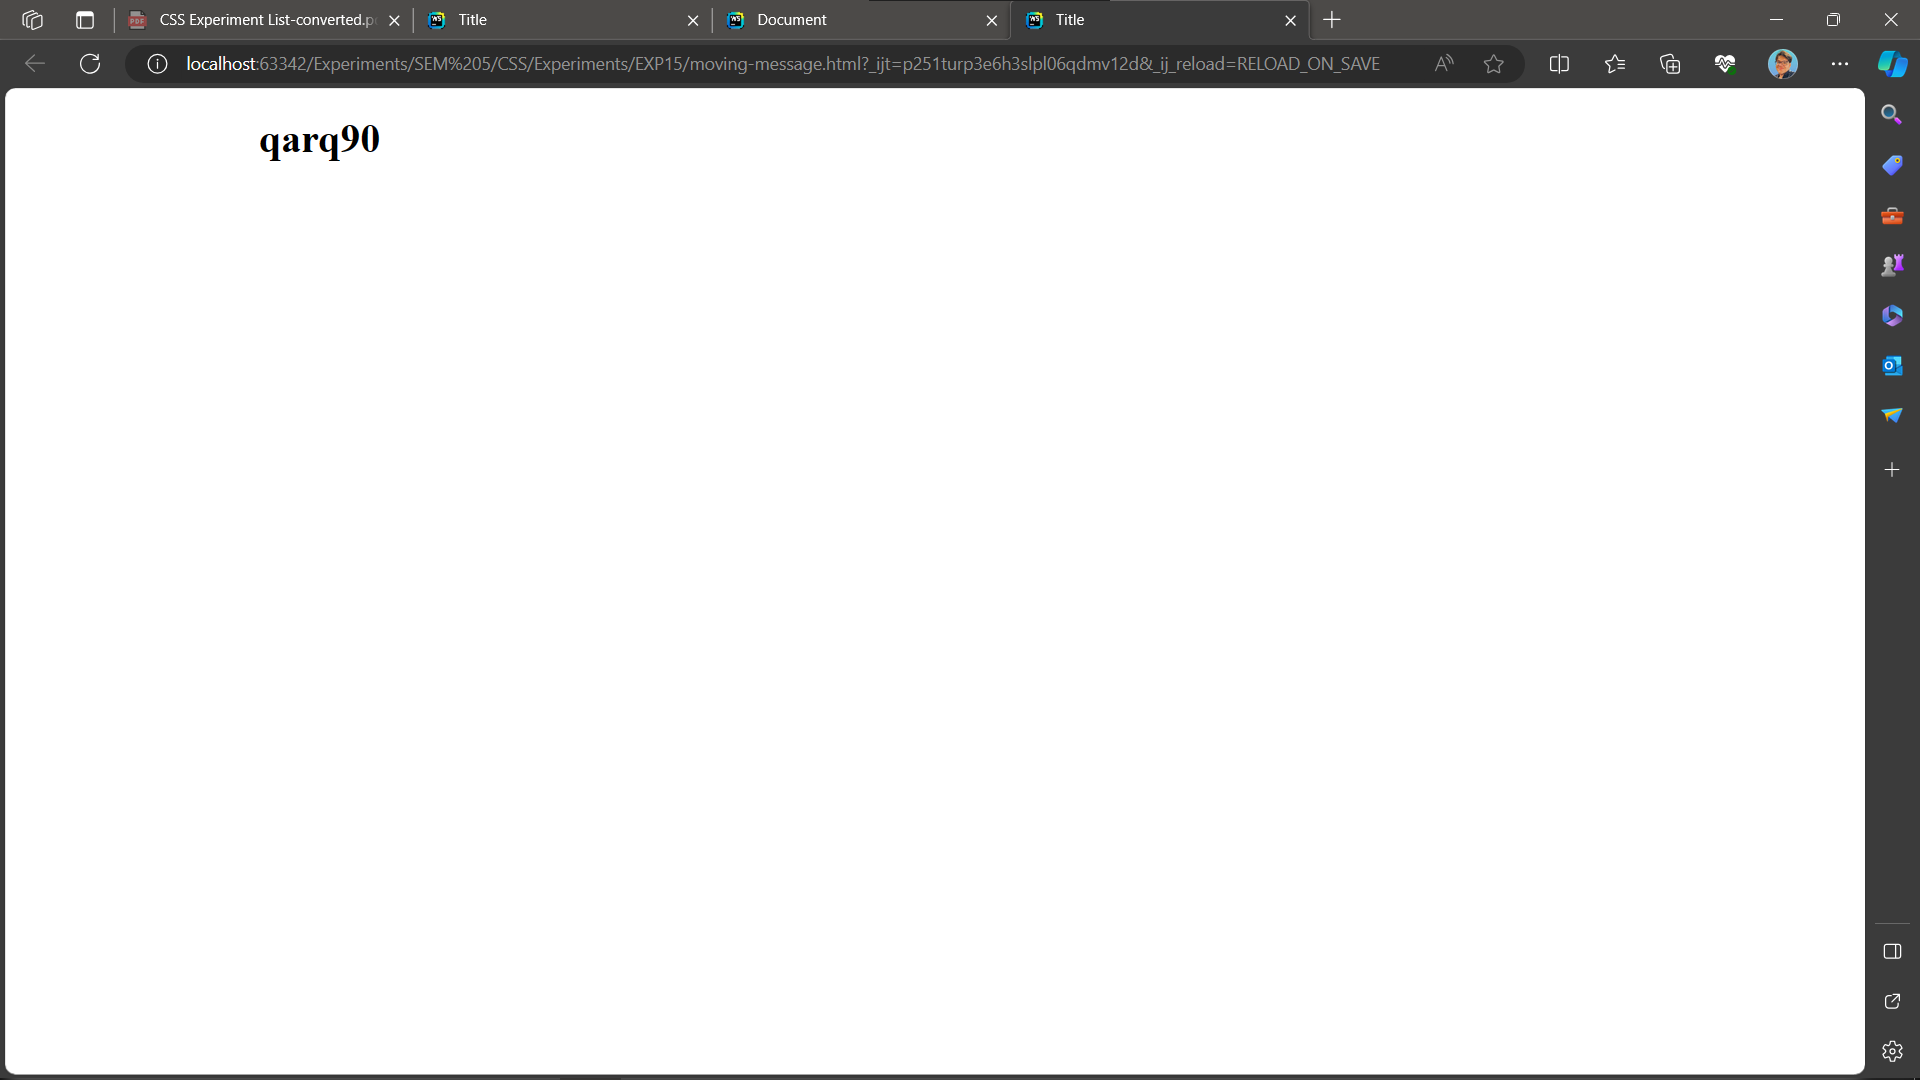 CSS Experiment List-converted.p
Title
Document
Title
localhost:63342/Experiments/SEM%205/CSS/Experiments/EXP15/moving-message.html?_ijt=p251turp3e6h3slpl06qdmv12d&_ij_reload=RELOAD_ON_SAVE
qarq90